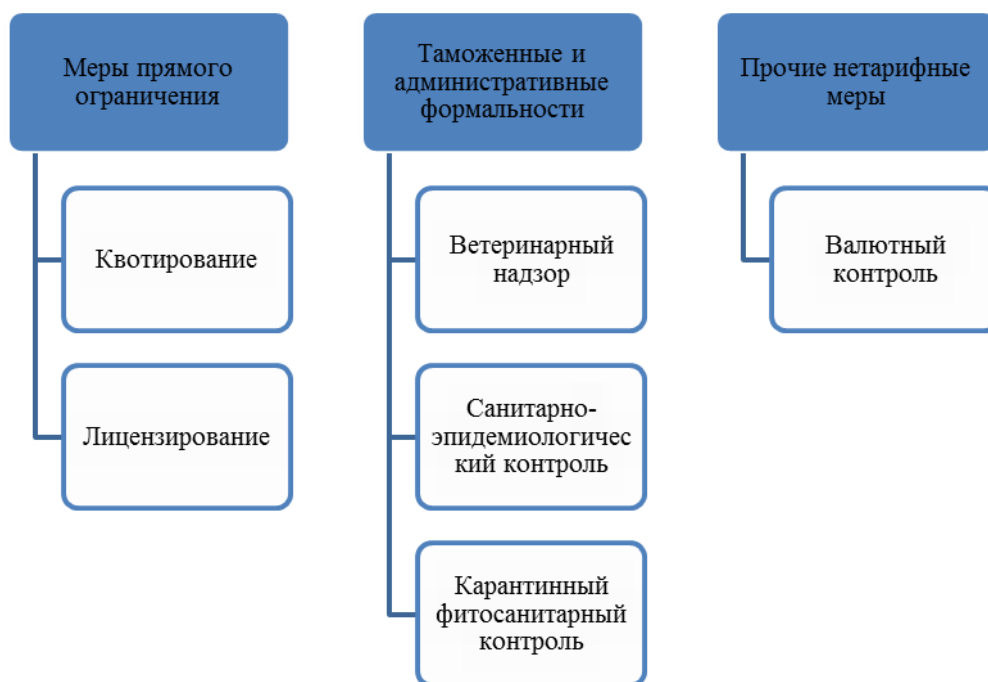 Меры прямого
ограничения
Квотирование
Лицензирование
Таможенные и
административные
формальности
Ветеринарный
надзор
Санитарно-
эпидемиологичес
кий контроль
Карантинный
фитосанитарный
контроль
Прочие нетарифные
меры
Валютный
контроль